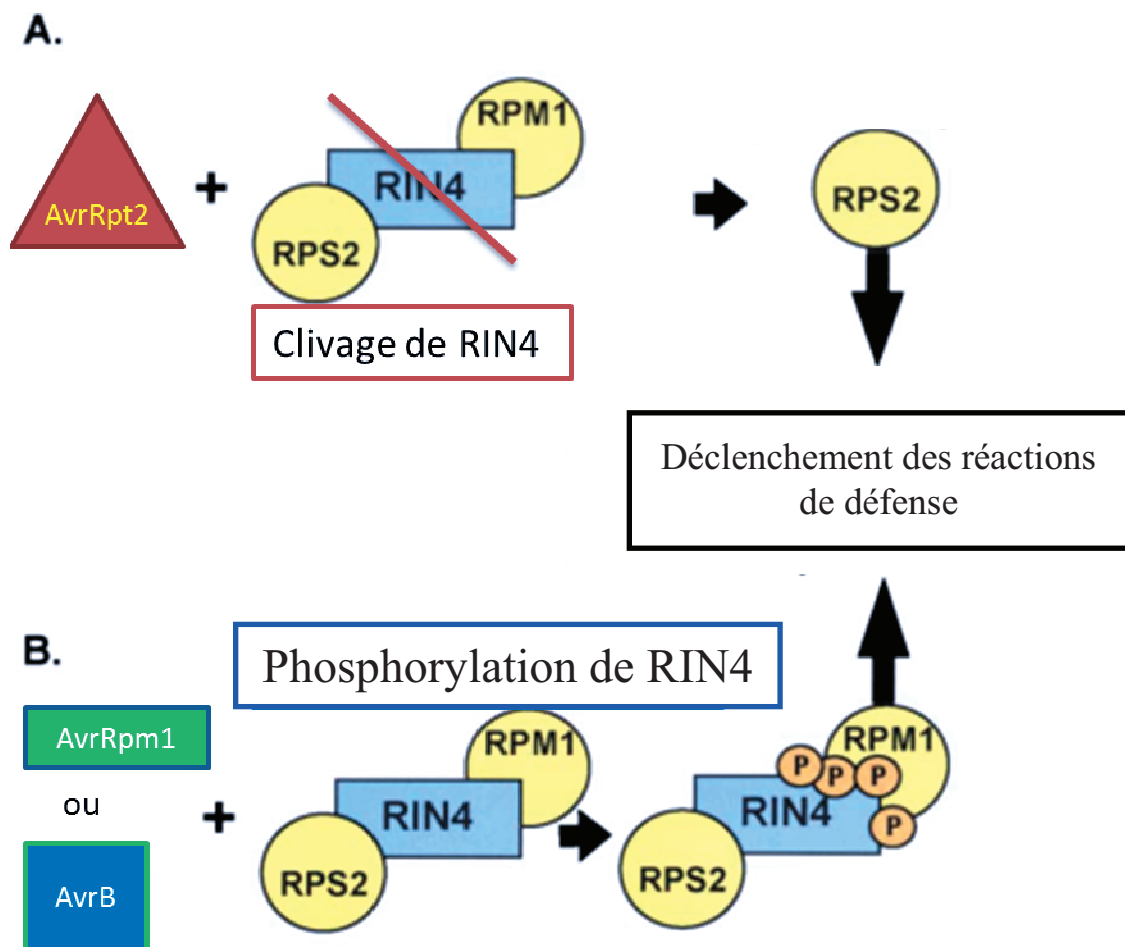 A.
AvrRpt2
+
RPM1
RIN4
RPS2
Clivage de RIN4
RPS2
Déclenchement des réactions
de défense
B.
Phosphorylation de RIN4
AvrRpm1
ou
AvrB
+
RPM1
RIN4
RPS2
RPM1
P
P
P
P
RIN4
RPS2